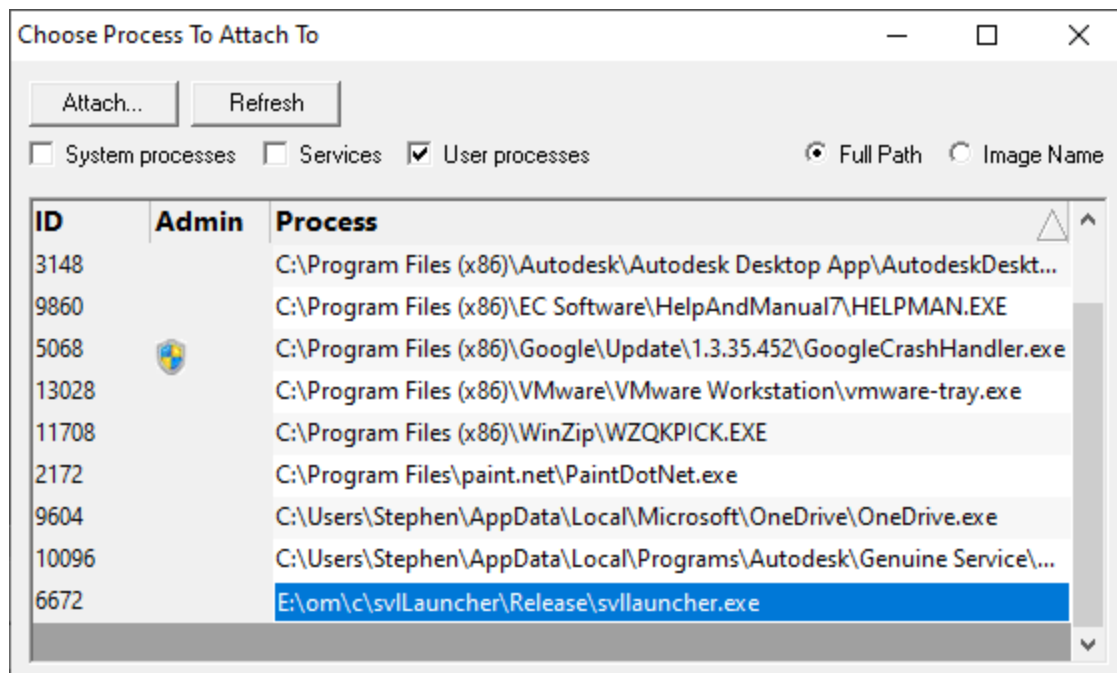 Choose Process To Attach To
Attach... Refresh
System processes Services User processes Full Path Image Name
ID Admin Process
3148 C:\Program Files (x86)\Autodesk\Autodesk Desktop App\AutodeskDeskt...
9860 C:\Program Files (x86)\EC Software\HelpAndManual7\HELPMAN.EXE
5068 C:\Program Files (x86)\Google\Update\1.3.35.452\GoogleCrashHandler.exe
13028 C:\Program Files (x86)\VMware\VMware Workstation\vmware-tray.exe
11708 C:\Program Files (x86)\WinZip\WZQKPICK.EXE
2172 C:\Program Files\paint.net\PaintDotNet.exe
9604 C:\Users\Stephen\AppData\Local\Microsoft\OneDrive\OneDrive.exe
10096 C:\Users\Stephen\AppData\Local\Programs\Autodesk\Genuine Service\...
6672 E:\om\c\svlLauncher\Release\svllauncher.exe